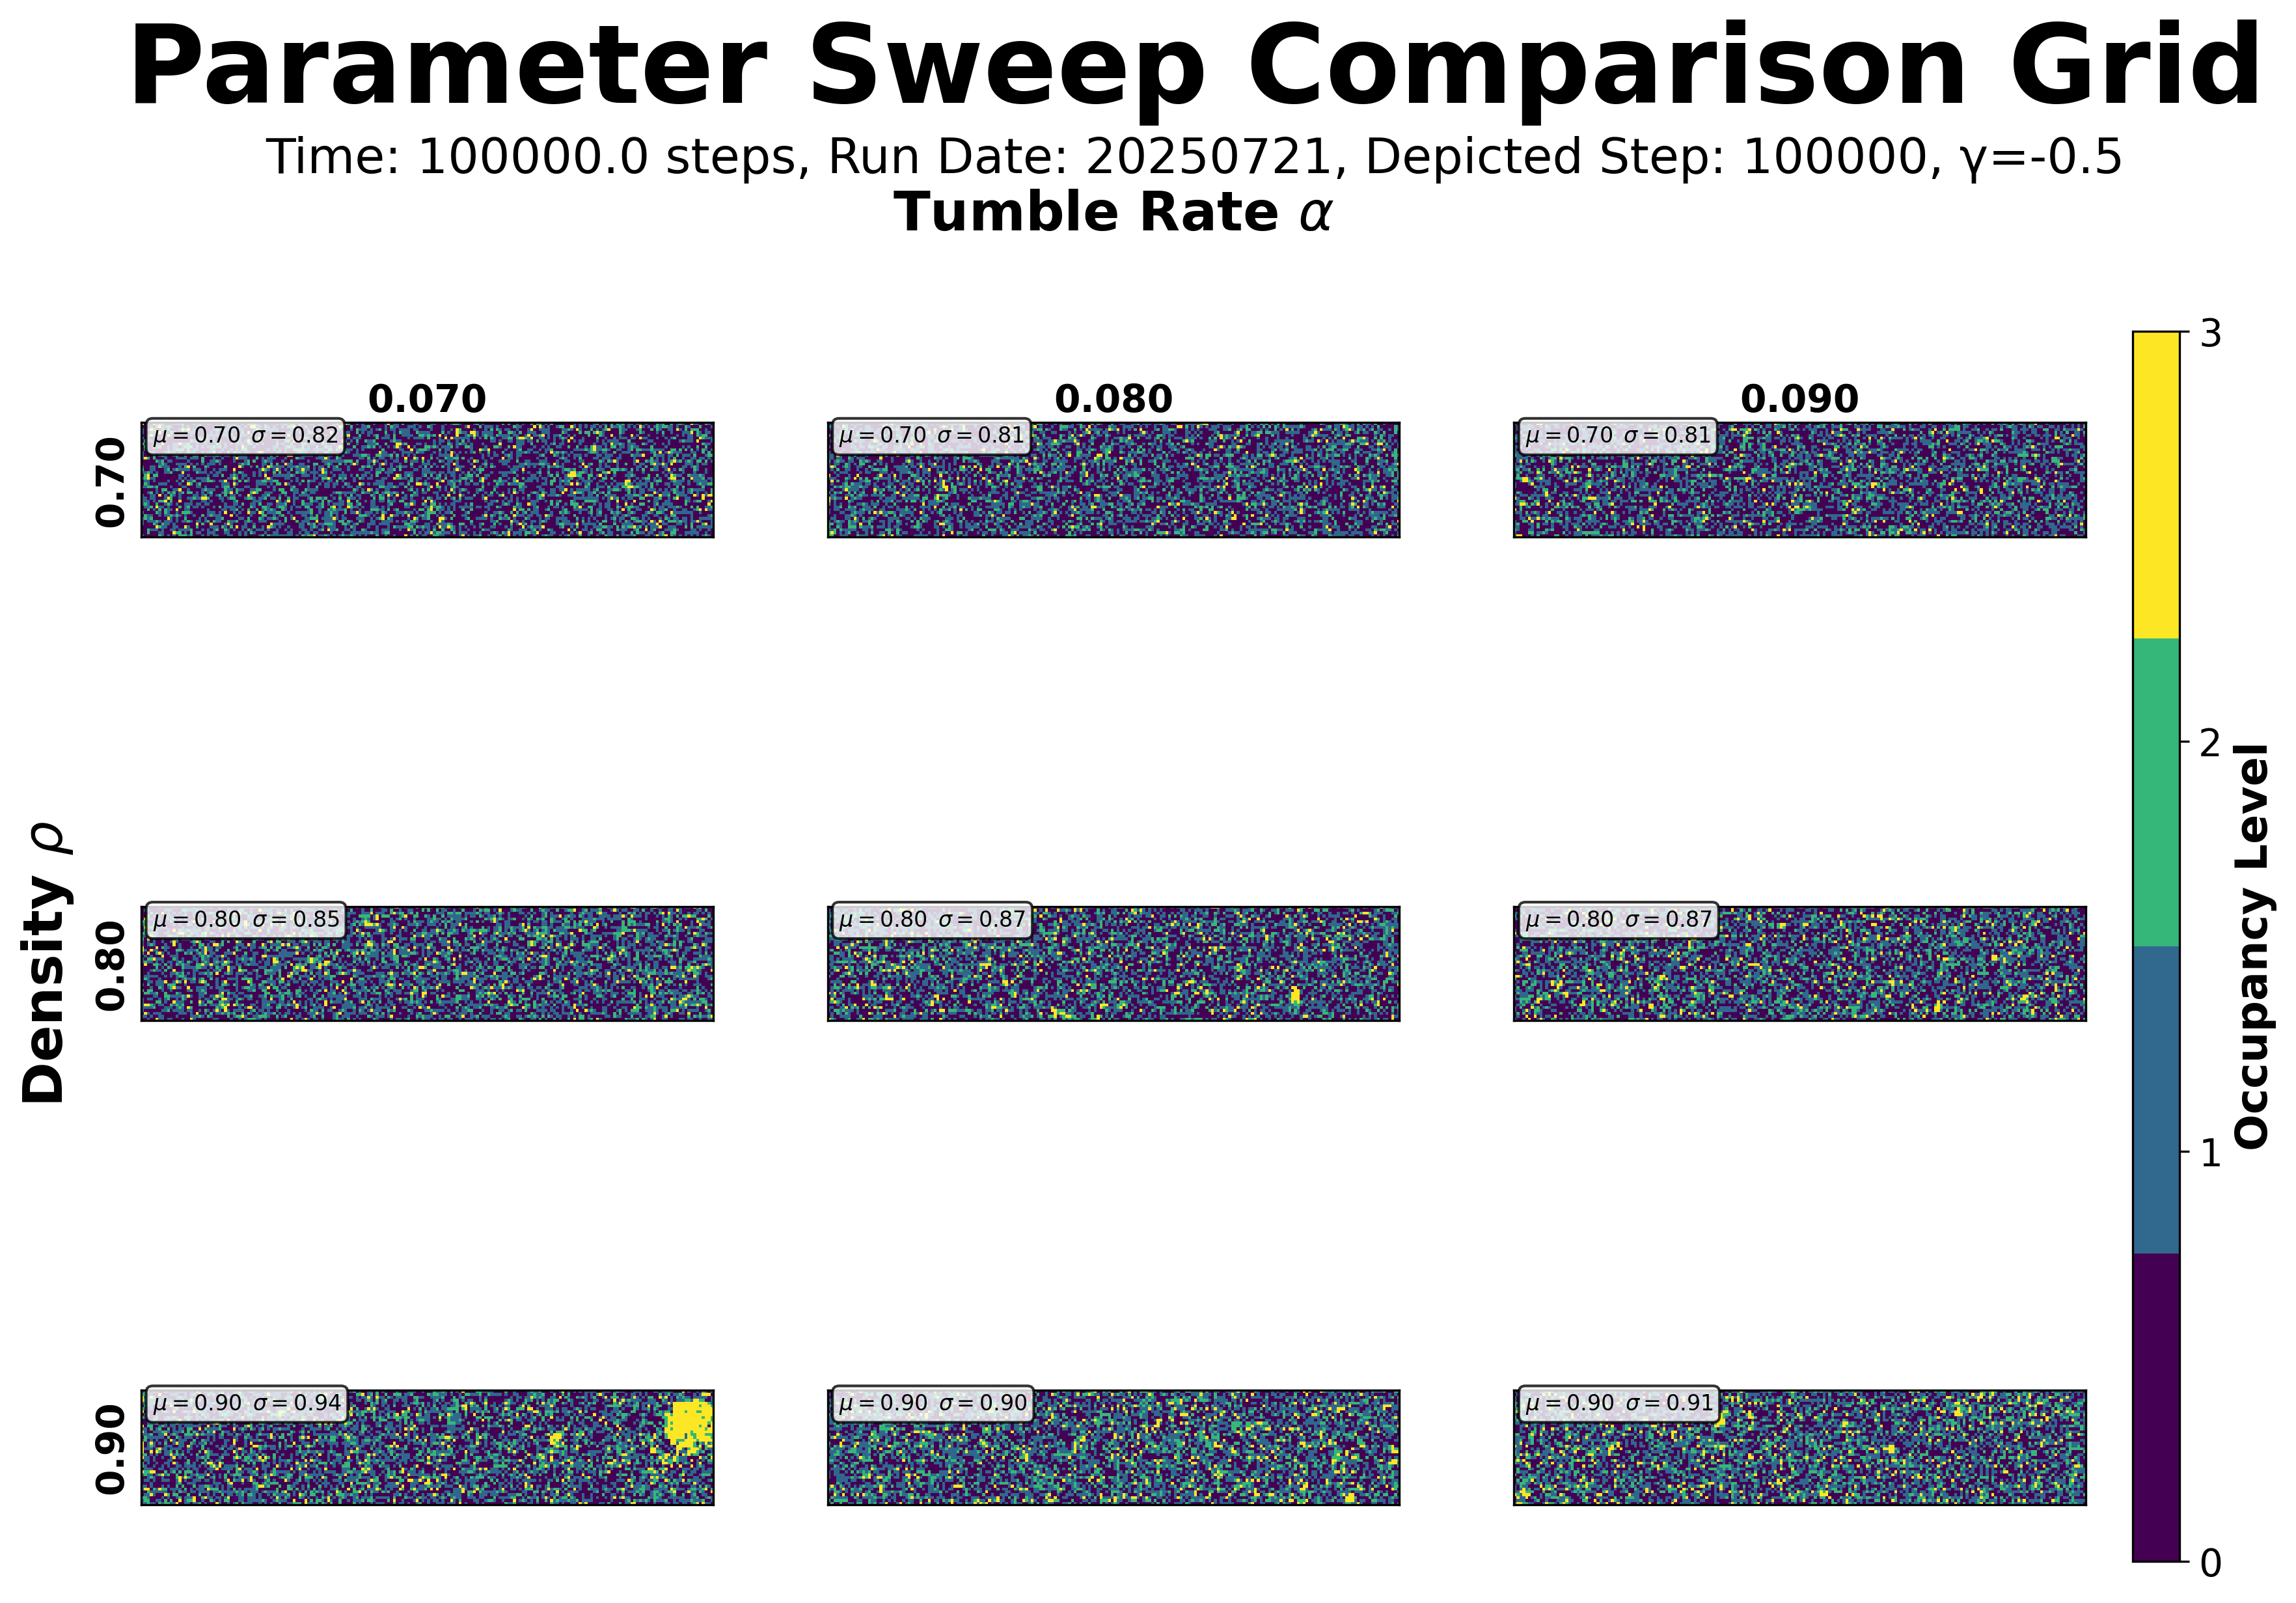 Parameter Sweep Comparison Grid
Time: 100000.0 steps, Run Date: 20250721, Depicted Step: 100000, γ=-0.5
Tumble Rate α
0.070
0.080
0.090
0.70
μ = 0.70 σ = 0.82
μ = 0.70 σ = 0.81
μ = 0.70 σ = 0.81
Density ρ
0.80
μ = 0.80 σ = 0.85
μ = 0.80 σ = 0.87
μ = 0.80 σ = 0.87
0.90
μ = 0.90 σ = 0.94
μ = 0.90 σ = 0.90
μ = 0.90 σ = 0.91
3
2
1
0
Occupancy Level